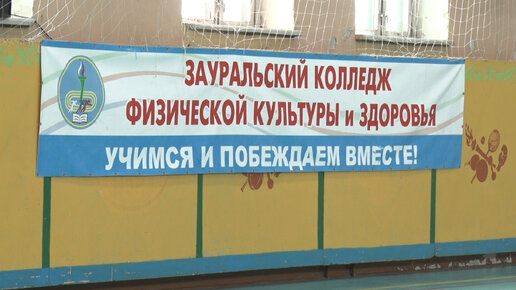 ЗАУРАЛЬСКИЙ КОЛЛЕДЖ
ФИЗИЧЕСКОЙ КУЛЬТУРЫ и ЗДОРОВЬЯ
УЧИМСЯ И ПОБЕЖДАЕМ ВМЕСТЕ!